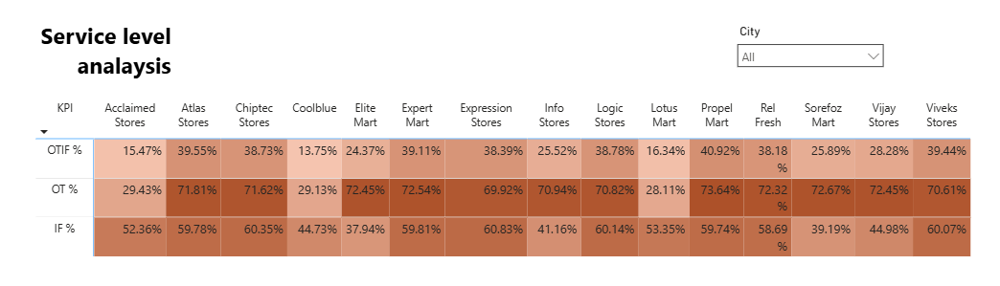 Service level
analaysis
City
All
KPI Acclaimed Stores Atlas Stores Chiptec Stores Coolblue Elite Mart Expert Mart Expression Stores Info Stores Logic Stores Lotus Mart Propel Mart Rel Fresh Sorefoz Mart Vijay Stores Viveks Stores
OTIF % 15.47% 39.55% 38.73% 13.75% 24.37% 39.11% 38.39% 25.52% 38.78% 16.34% 40.92% 38.18 % 25.89% 28.28% 39.44%
OT % 29.43% 71.81% 71.62% 29.13% 72.45% 72.54% 69.92% 70.94% 70.82% 28.11% 73.64% 72.32 % 72.67% 72.45% 70.61%
IF % 52.36% 59.78% 60.35% 44.73% 37.94% 59.81% 60.83% 41.16% 60.14% 53.35% 59.74% 58.69 % 39.19% 44.98% 60.07%